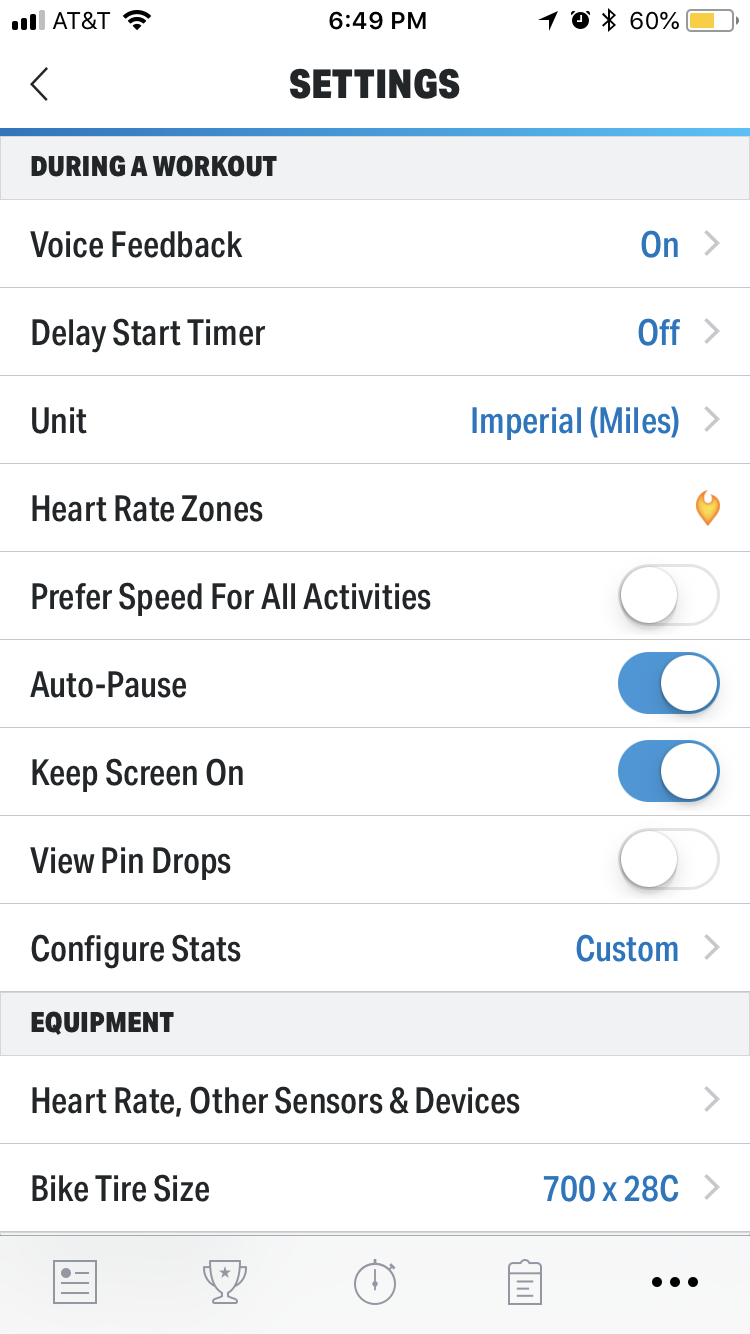 AT&T 6:49 PM 60%
SETTINGS
DURING A WORKOUT
Voice Feedback On
Delay Start Timer Off
Unit Imperial (Miles)
Heart Rate Zones
Prefer Speed For All Activities
Auto-Pause
Keep Screen On
View Pin Drops
Configure Stats Custom
EQUIPMENT
Heart Rate, Other Sensors & Devices
Bike Tire Size 700 x 28C